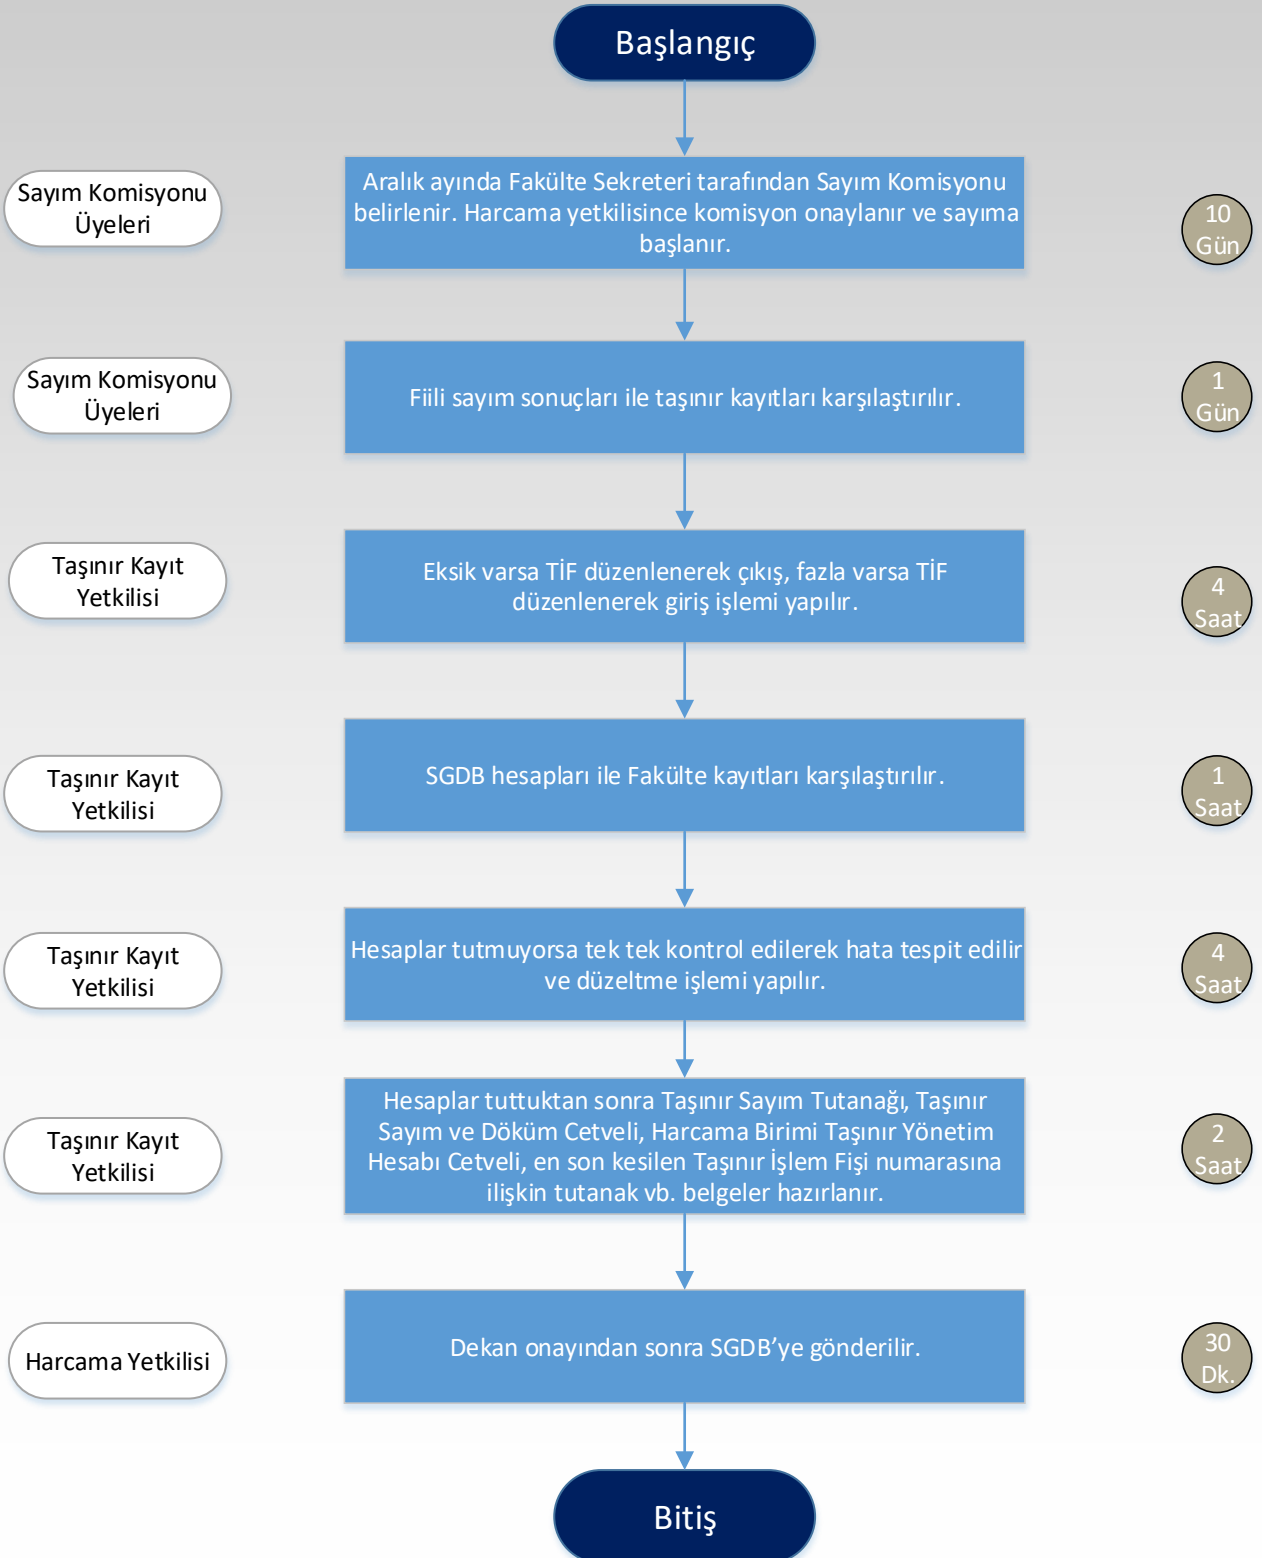 Başlangıç
Sayım Komisyonu
Üyeleri
Aralık ayında Fakülte Sekreteri tarafından Sayım Komisyonu
belirlenir. Harcama yetkilisince komisyon onaylanır ve sayıma
başlanır.
10
Gün
Sayım Komisyonu
Üyeleri
Fiili sayım sonuçları ile taşınır kayıtları karşılaştırılır.
1
Gün
Taşınır Kayıt
Yetkilisi
Eksik varsa TİF düzenlenerek çıkış, fazla varsa TİF
düzenlenerek giriş işlemi yapılır.
4
Saat
Taşınır Kayıt
Yetkilisi
SGDB hesapları ile Fakülte kayıtları karşılaştırılır.
1
Saat
Taşınır Kayıt
Yetkilisi
Hesaplar tutmuyorsa tek tek kontrol edilerek hata tespit edilir
ve düzeltme işlemi yapılır.
4
Saat
Taşınır Kayıt
Yetkilisi
Hesaplar tuttuktan sonra Taşınır Sayım Tutanağı, Taşınır
Sayım ve Döküm Cetveli, Harcama Birimi Taşınır Yönetim
Hesabı Cetveli, en son kesilen Taşınır İşlem Fişi numarasına
ilişkin tutanak vb. belgeler hazırlanır.
2
Saat
Harcama Yetkilisi
Dekan onayından sonra SGDB’ye gönderilir.
30
Dk.
Bitiş